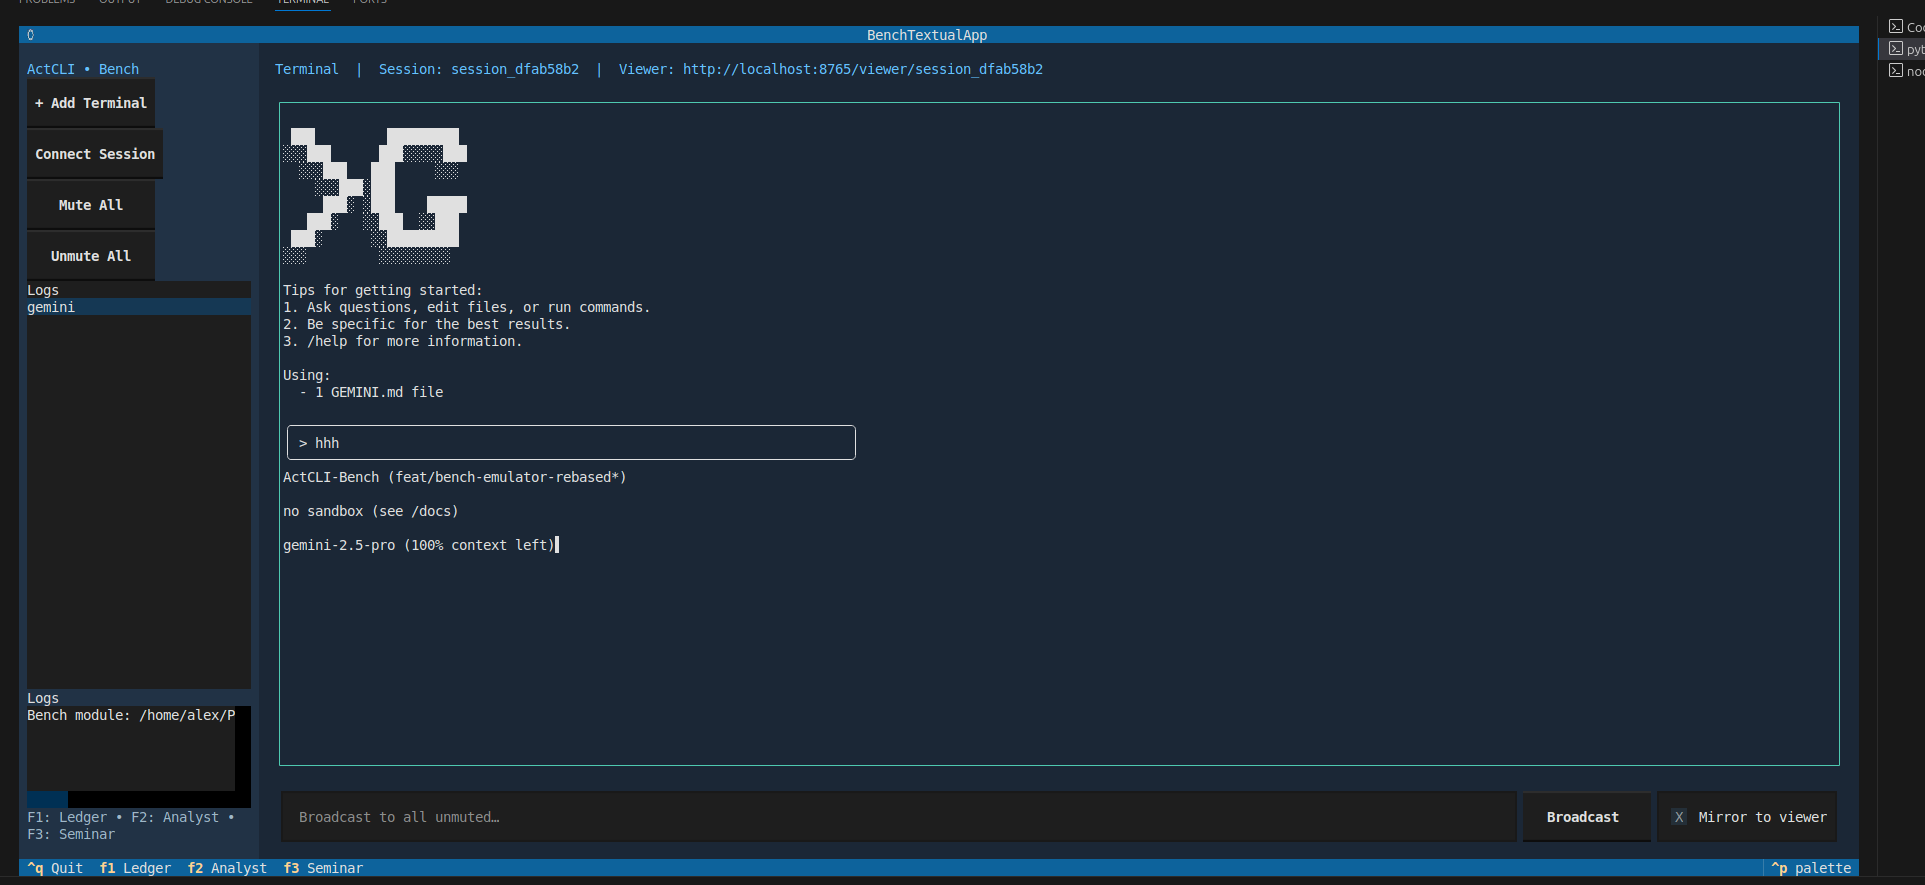 PROBLEMS OUTPUT DEBUG CONSOLE TERMINAL PORTS
BenchTextualApp
ActCLI • Bench
+ Add Terminal
Connect Session
Mute All
Unmute All
Logs
gemini
Logs
Bench module: /home/alex/P
F1: Ledger • F2: Analyst •
F3: Seminar
Terminal | Session: session_dfab58b2 | Viewer: http://localhost:8765/viewer/session_dfab58b2
Tips for getting started:
1. Ask questions, edit files, or run commands.
2. Be specific for the best results.
3. /help for more information.
Using:
- 1 GEMINI.md file
> hhh
ActCLI-Bench (feat/bench-emulator-rebased*)
no sandbox (see /docs)
gemini-2.5-pro (100% context left)
Broadcast to all unmuted…
Broadcast
X Mirror to viewer
^q Quit f1 Ledger f2 Analyst f3 Seminar
^p palette